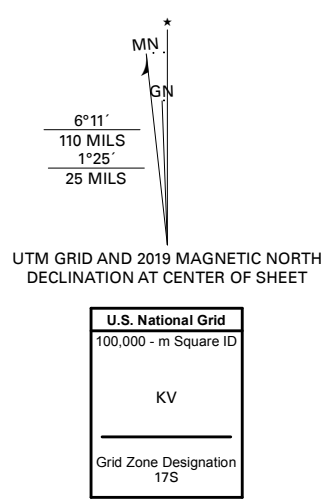 MN
GN
6°11´
110 MILS
1°25´
25 MILS
UTM GRID AND 2019 MAGNETIC NORTH
DECLINATION AT CENTER OF SHEET
U.S. National Grid
100,000 - m Square ID
KV
Grid Zone Designation
17S